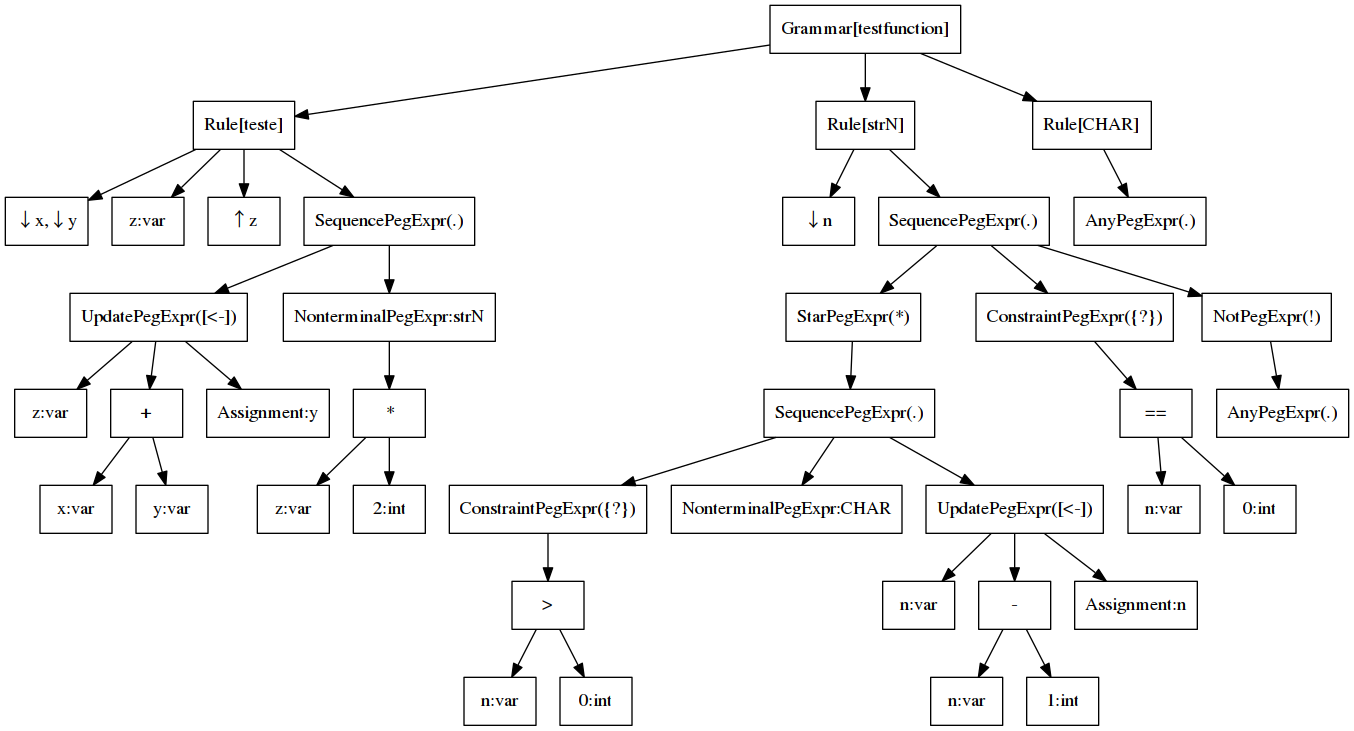 Grammar[testfunction]
Rule[teste]
Rule[strN]
Rule[CHAR]
↓x,↓y
z:var
↑z
SequencePegExpr(.)
↓n
SequencePegExpr(.)
AnyPegExpr(.)
UpdatePegExpr([<-])
NonterminalPegExpr:strN
StarPegExpr(*)
ConstraintPegExpr({?})
NotPegExpr(!)
z:var
+
Assignment:y
*
SequencePegExpr(.)
==
AnyPegExpr(.)
x:var
y:var
z:var
2:int
ConstraintPegExpr({?})
NonterminalPegExpr:CHAR
UpdatePegExpr([<-])
n:var
0:int
>
n:var
-
Assignment:n
n:var
0:int
n:var
1:int